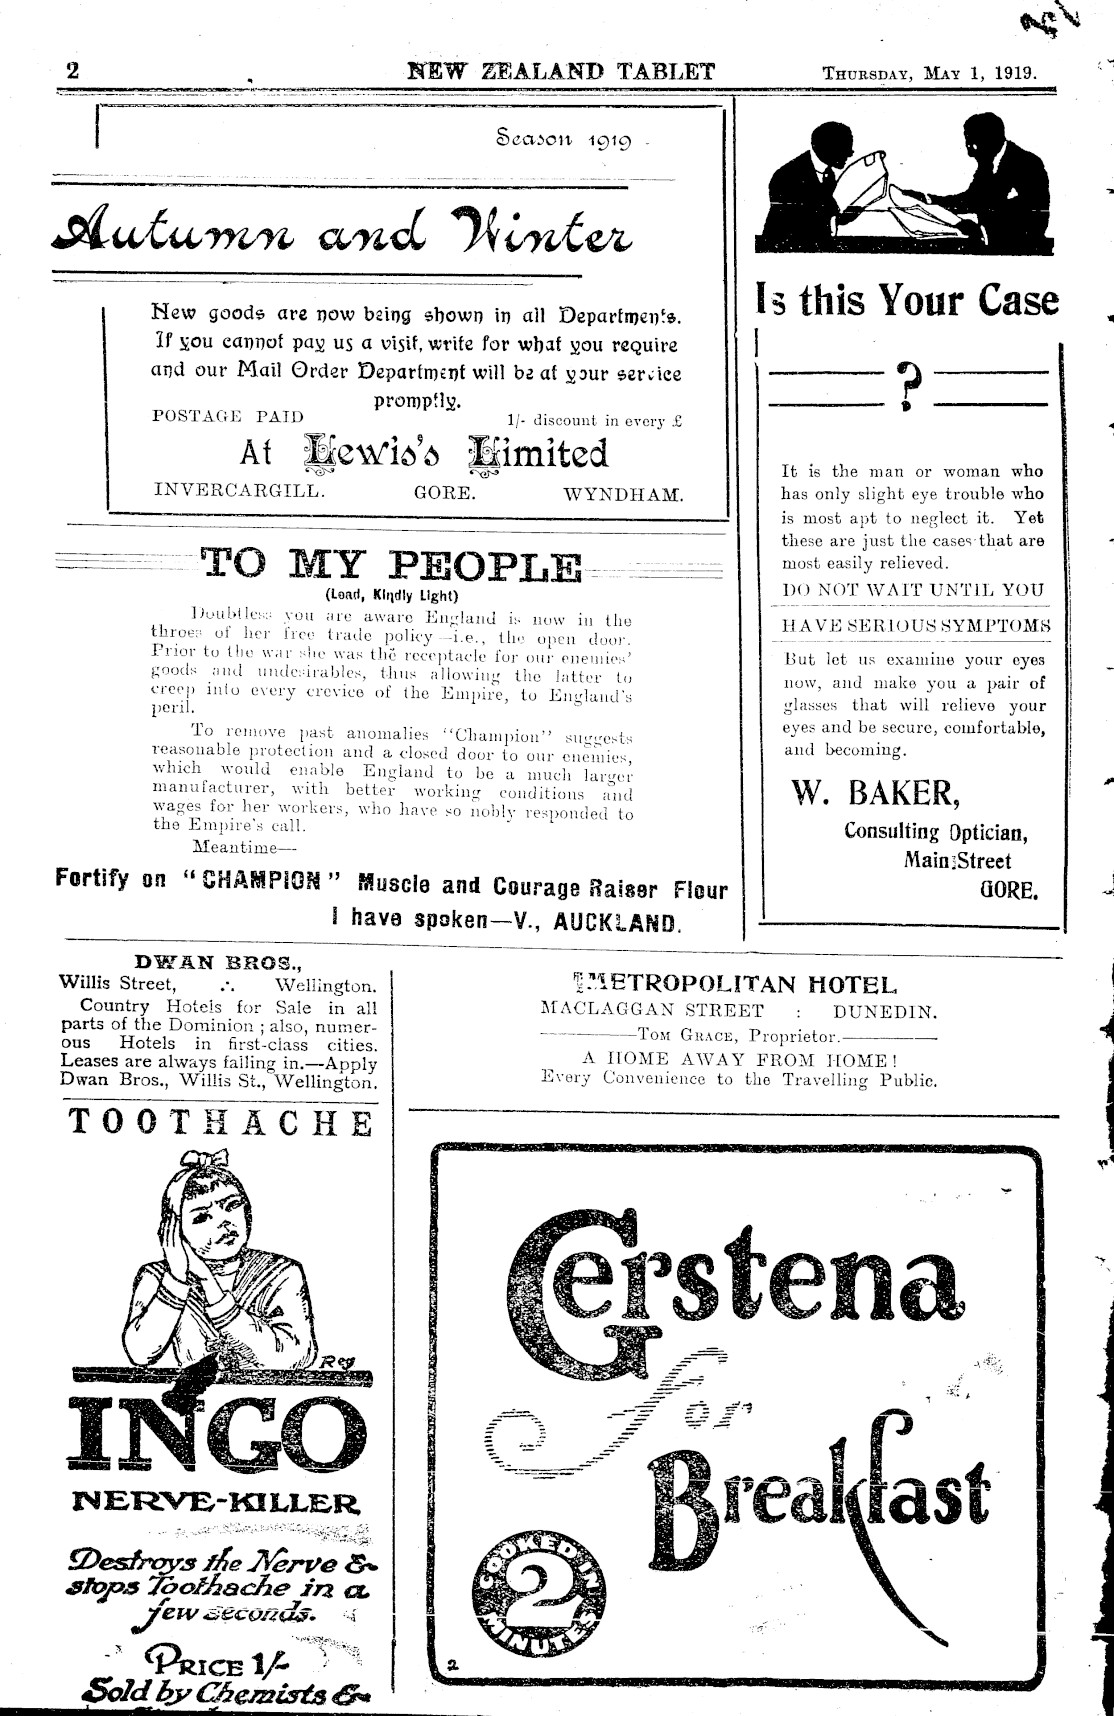 2
NEW ZEALAND TABLET
THURSDAY, MAY 1, 1919.
Season 1919
Autumn and Winter
New goods are now being shown in all Departments.
If you cannot pay us a visit, write for what you require
and our Mail Order Department will be at your service
promptly.
POSTAGE PAID 1/- discount in every £
At Lewis's Limited
INVERCARGILL. GORE. WYNDHAM.
TO MY PEOPLE
(Lead, Kindly Light)
Doubtless you are aware England is now in the
throes of her free trade policy—i.e., the open door.
Prior to the war she was the receptacle for our enemies'
goods and undesirables, thus allowing the latter to
creep into every crevice of the Empire, to England's
peril.
To remove past anomalies "Champion" suggests
reasonable protection and a closed door to our enemies,
which would enable England to be a much larger
manufacturer, with better working conditions and
wages for her workers, who have so nobly responded to
the Empire's call.
Meantime—
Fortify on "CHAMPION" Muscle and Courage Raiser Flour
I have spoken—V., AUCKLAND.
Is this Your Case
?
It is the man or woman who
has only slight eye trouble who
is most apt to neglect it. Yet
these are just the cases that are
most easily relieved.
DO NOT WAIT UNTIL YOU
HAVE SERIOUS SYMPTOMS
But let us examine your eyes
now, and make you a pair of
glasses that will relieve your
eyes and be secure, comfortable,
and becoming.
W. BAKER,
Consulting Optician,
Main Street
GORE.
DWAN BROS.,
Willis Street, ∴ Wellington.
Country Hotels for Sale in all
parts of the Dominion; also, numer-
ous Hotels in first-class cities.
Leases are always falling in.—Apply
Dwan Bros., Willis St., Wellington.
METROPOLITAN HOTEL
MACLAGGAN STREET : DUNEDIN.
TOM GRACE, Proprietor.
A HOME AWAY FROM HOME!
Every Convenience to the Travelling Public.
TOOTHACHE
Reg
INGO
NERVE-KILLER
Destroys the Nerve &
stops Toothache in a
few seconds.
PRICE 1/-
Sold by Chemists &
Gerstena
for
Breakfast
COOKED IN
2
MINUTES
2